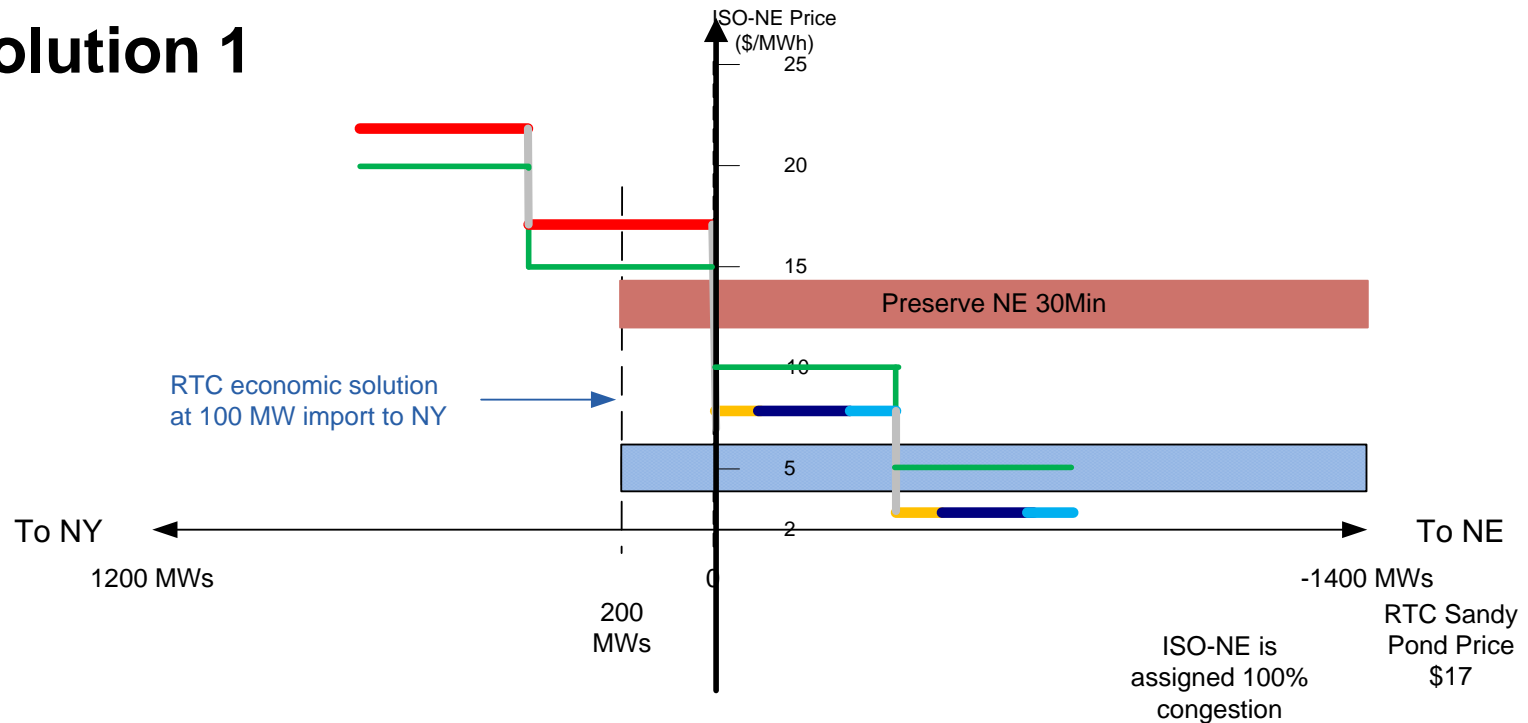 olution 1
ISO-NE Price
($/MWh)
25
20
15
Preserve NE 30Min
10
RTC economic solution
at 100 MW import to NY
5
To NY
2
To NE
1200 MWs
0
-1400 MWs
200
MWs
RTC Sandy
Pond Price
$17
ISO-NE is
assigned 100%
congestion